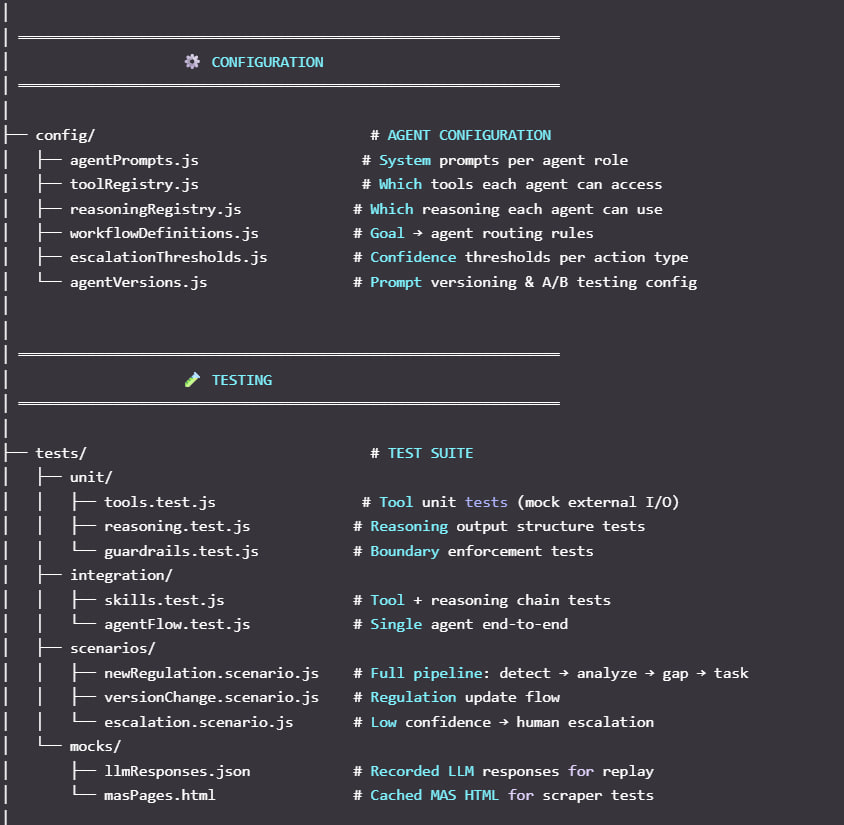 │
│ ═══════════════════════════════════════════════════════════════
│                    ⚙️ CONFIGURATION
│ ═══════════════════════════════════════════════════════════════
│
├── config/                                # AGENT CONFIGURATION
│   ├── agentPrompts.js                   # System prompts per agent role
│   ├── toolRegistry.js                   # Which tools each agent can access
│   ├── reasoningRegistry.js             # Which reasoning each agent can use
│   ├── workflowDefinitions.js           # Goal → agent routing rules
│   ├── escalationThresholds.js          # Confidence thresholds per action type
│   └── agentVersions.js                 # Prompt versioning & A/B testing config
│
│
│ ═══════════════════════════════════════════════════════════════
│                    🧪 TESTING
│ ═══════════════════════════════════════════════════════════════
│
├── tests/                                 # TEST SUITE
│   ├── unit/
│   │   ├── tools.test.js                 # Tool unit tests (mock external I/O)
│   │   ├── reasoning.test.js            # Reasoning output structure tests
│   │   └── guardrails.test.js           # Boundary enforcement tests
│   ├── integration/
│   │   ├── skills.test.js               # Tool + reasoning chain tests
│   │   └── agentFlow.test.js            # Single agent end-to-end
│   ├── scenarios/
│   │   ├── newRegulation.scenario.js    # Full pipeline: detect → analyze → gap → task
│   │   ├── versionChange.scenario.js    # Regulation update flow
│   │   └── escalation.scenario.js       # Low confidence → human escalation
│   └── mocks/
│       ├── llmResponses.json            # Recorded LLM responses for replay
│       └── masPages.html                # Cached MAS HTML for scraper tests
│